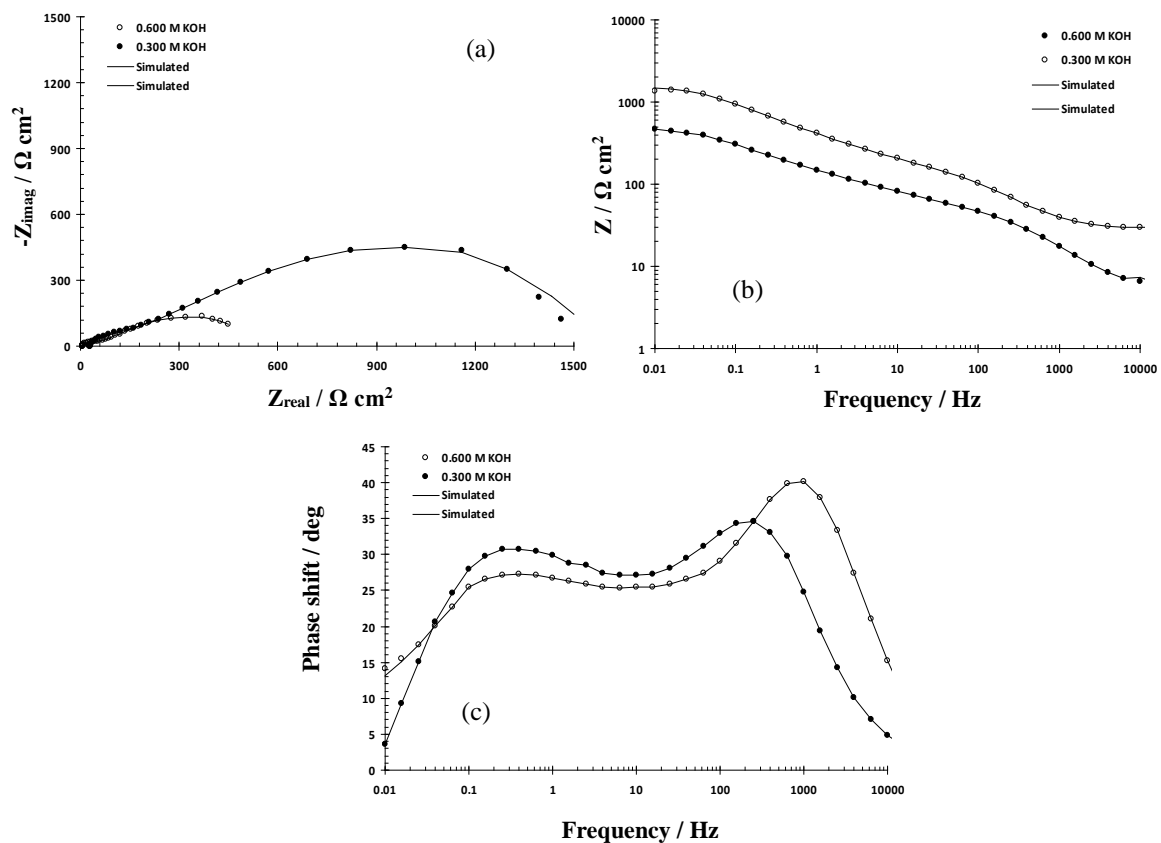 (a)
0.600 M KOH
0.300 M KOH
Simulated
Simulated
1500
1200
900
600
300
0
0 300 600 900 1200 1500
-Zimag / Ω cm²
Zreal / Ω cm²
(b)
0.600 M KOH
0.300 M KOH
Simulated
Simulated
10000
1000
100
10
1
0.01 0.1 1 10 100 1000 10000
Z / Ω cm²
Frequency / Hz
(c)
0.600 M KOH
0.300 M KOH
Simulated
Simulated
45
40
35
30
25
20
15
10
5
0
0.01 0.1 1 10 100 1000 10000
Phase shift / deg
Frequency / Hz